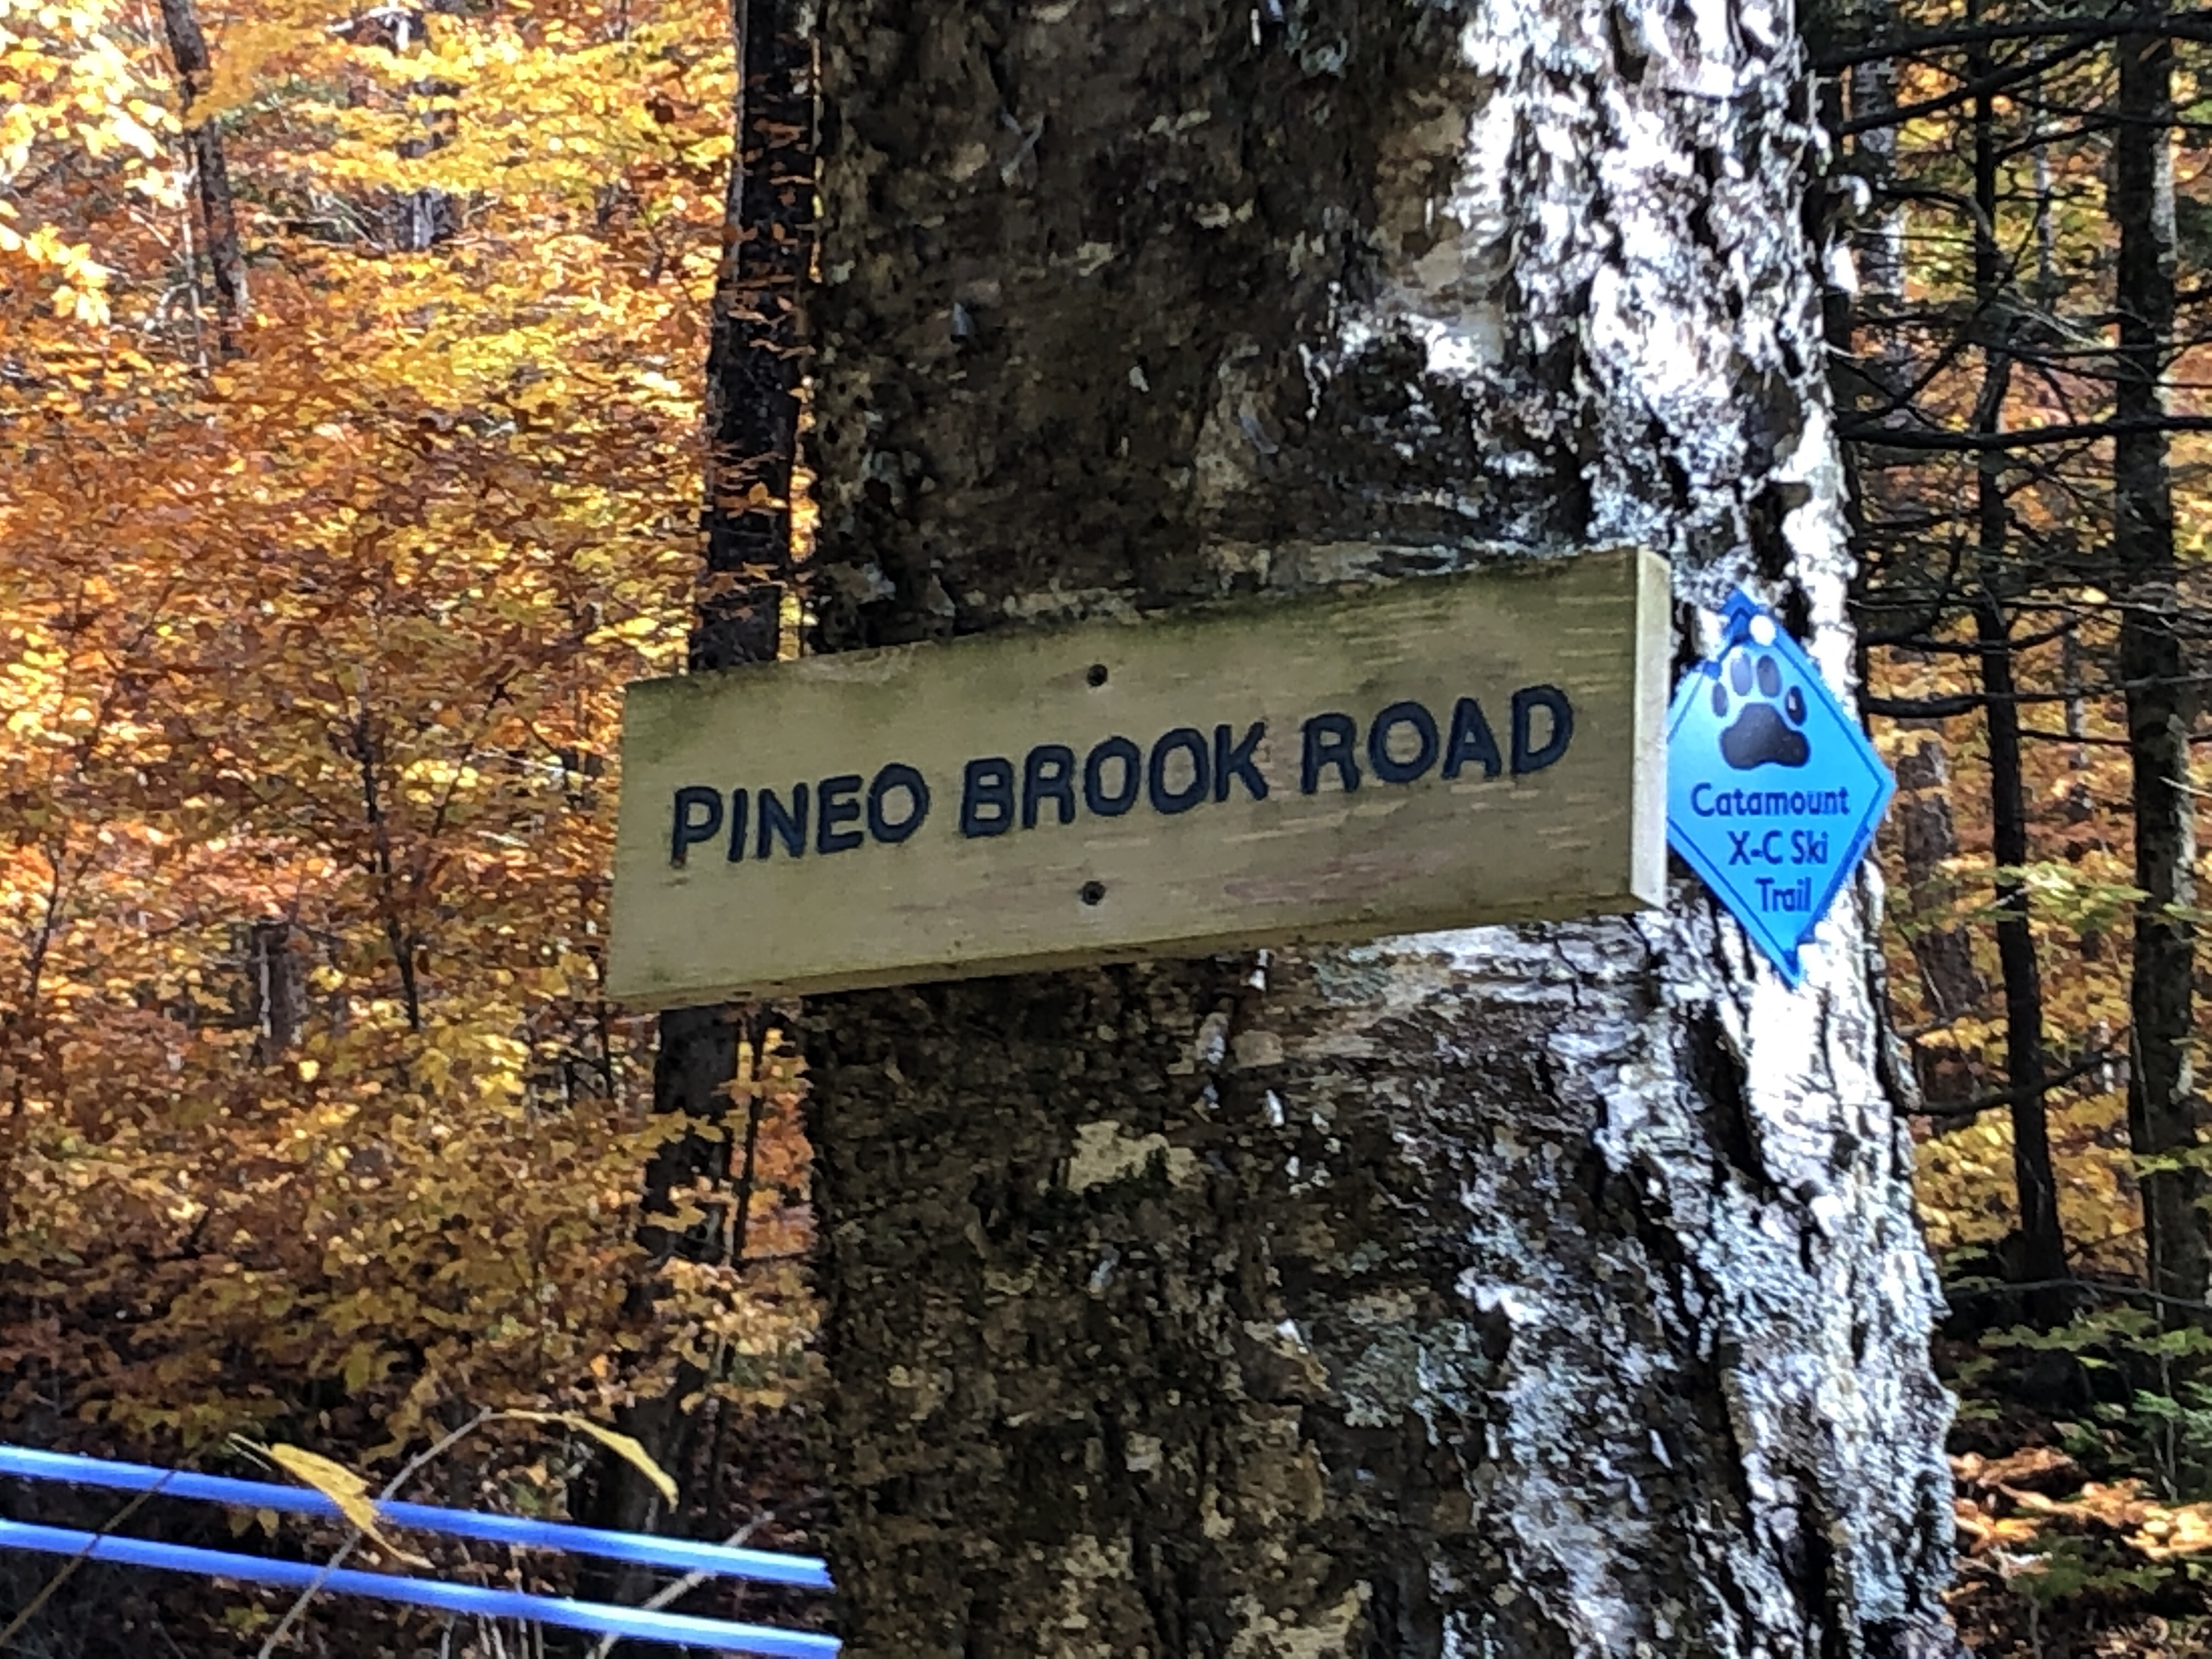 PINEO BROOK ROAD
Catamount
X-C Ski
Trail